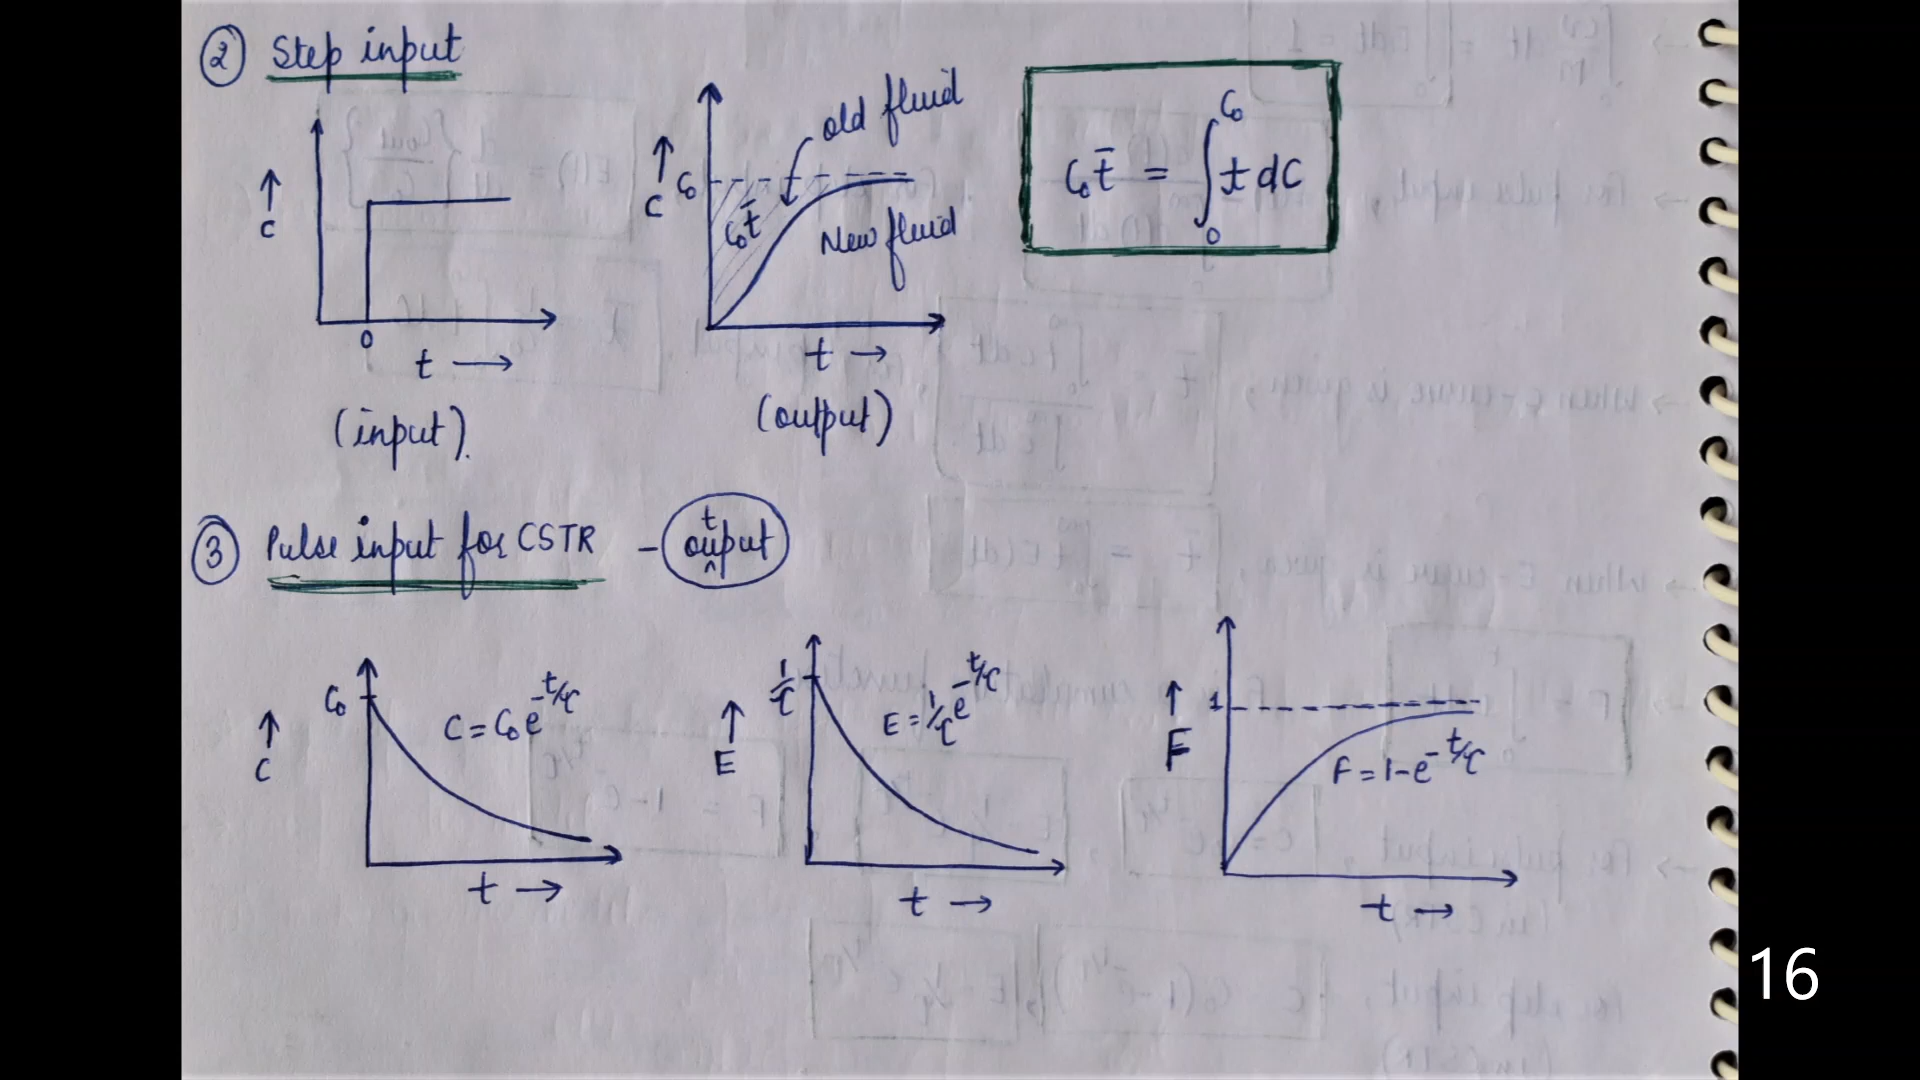 ② Step input
↑
C
0
t →
(input).
↑
C
C₀
C₀t̄
old fluid
New fluid
t →
(output)
C₀t̄ = ∫₀^C₀ t dC
③ Pulse input for CSTR - output
↑
C
C₀
C = C₀ e^-t/τ
t →
↑
E
1/τ
E = 1/τ e^-t/τ
t →
↑
F
1
F = 1 - e^-t/τ
t →
16